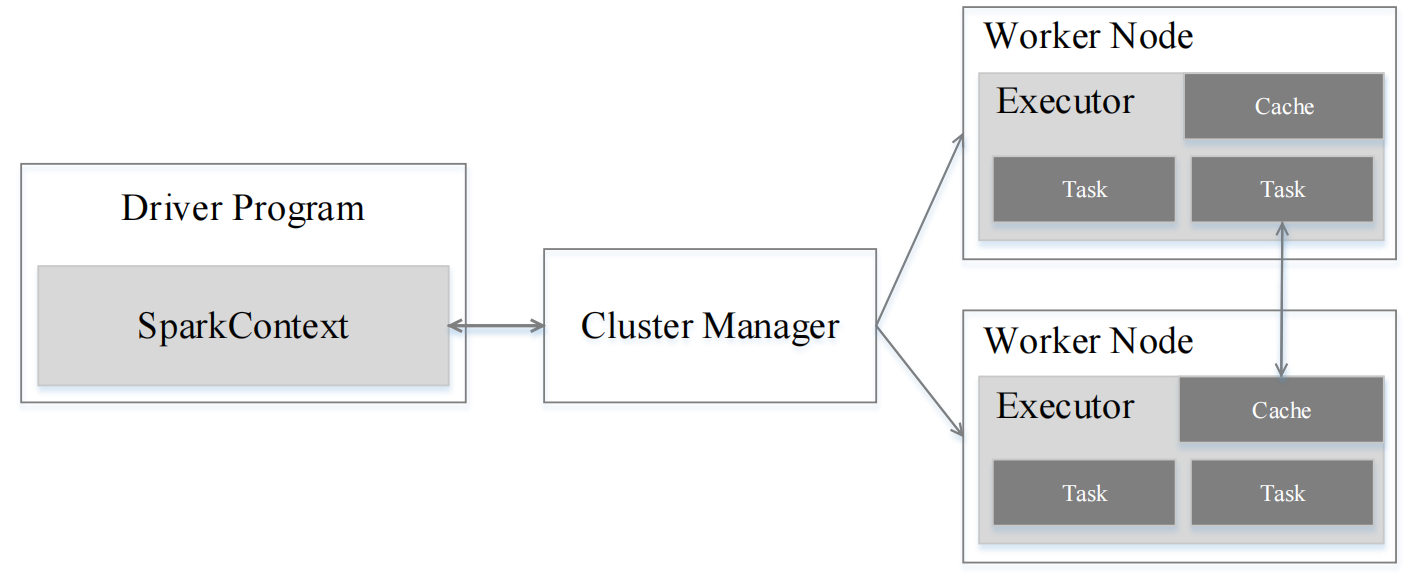 Driver Program
SparkContext
Cluster Manager
Worker Node
Executor
Cache
Task
Task
Worker Node
Executor
Cache
Task
Task